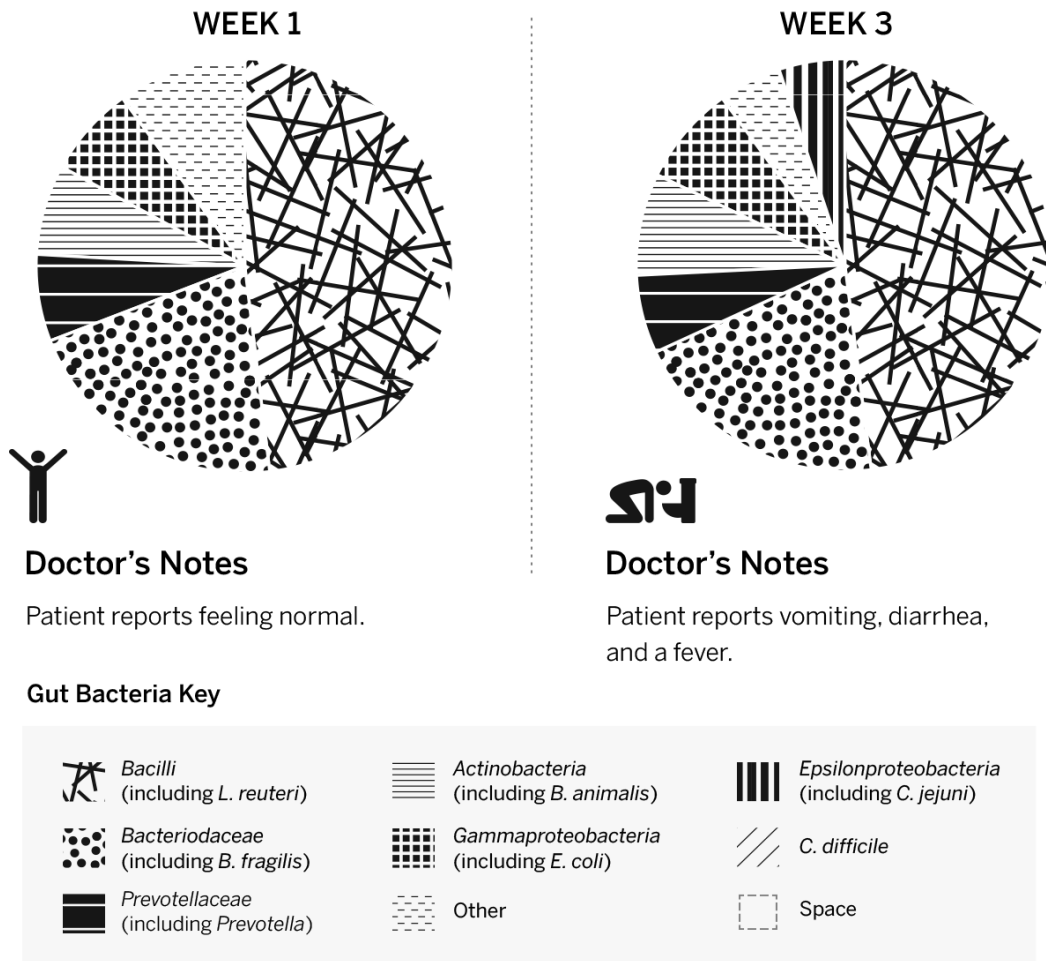 WEEK 1
WEEK 3
Doctor’s Notes
Patient reports feeling normal.
Doctor’s Notes
Patient reports vomiting, diarrhea,
and a fever.
Gut Bacteria Key
Bacilli
(including L. reuteri)
Bacteriodaceae
(including B. fragilis)
Prevotellaceae
(including Prevotella)
Actinobacteria
(including B. animalis)
Gammaproteobacteria
(including E. coli)
Other
Epsilonproteobacteria
(including C. jejuni)
C. difficile
Space